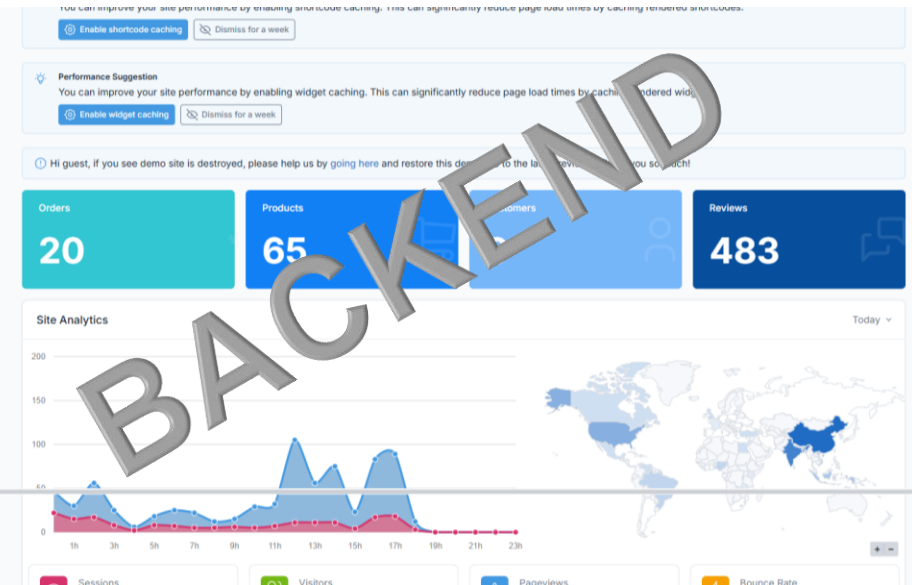 You can improve your site performance by enabling shortcode caching. This can significantly reduce page load times by caching rendered shortcodes.
Enable shortcode caching
Dismiss for a week
Performance Suggestion
You can improve your site performance by enabling widget caching. This can significantly reduce page load times by
Enable widget caching
Dismiss for a week
Hi guest, if you see demo site is destroyed, please help us by going here and restore this to the you so
Orders
Products
Reviews
20
65
483
BACKEND
Site Analytics
Today
200
150
100
50
0
1h 3h 5h 7h 9h 11h 13h 15h 17h 19h 21h 23h
+ -
Sessions
Visitors
Pageviews
Bounce Rate